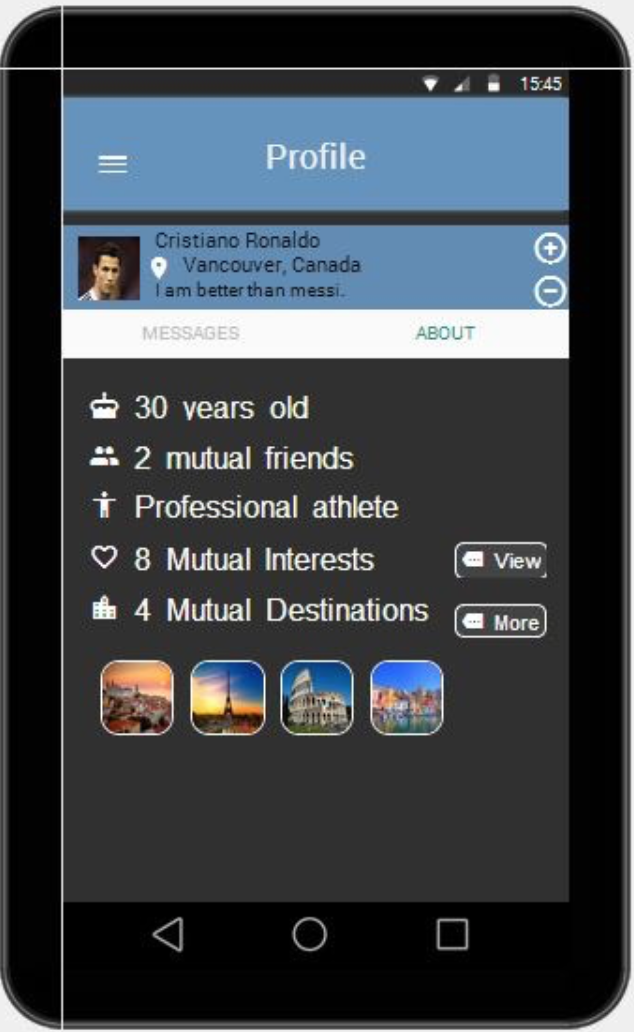 15:45
Profile
Cristiano Ronaldo
Vancouver, Canada
I am better than messi.
MESSAGES
ABOUT
30 years old
2 mutual friends
Professional athlete
8 Mutual Interests
View
4 Mutual Destinations
More